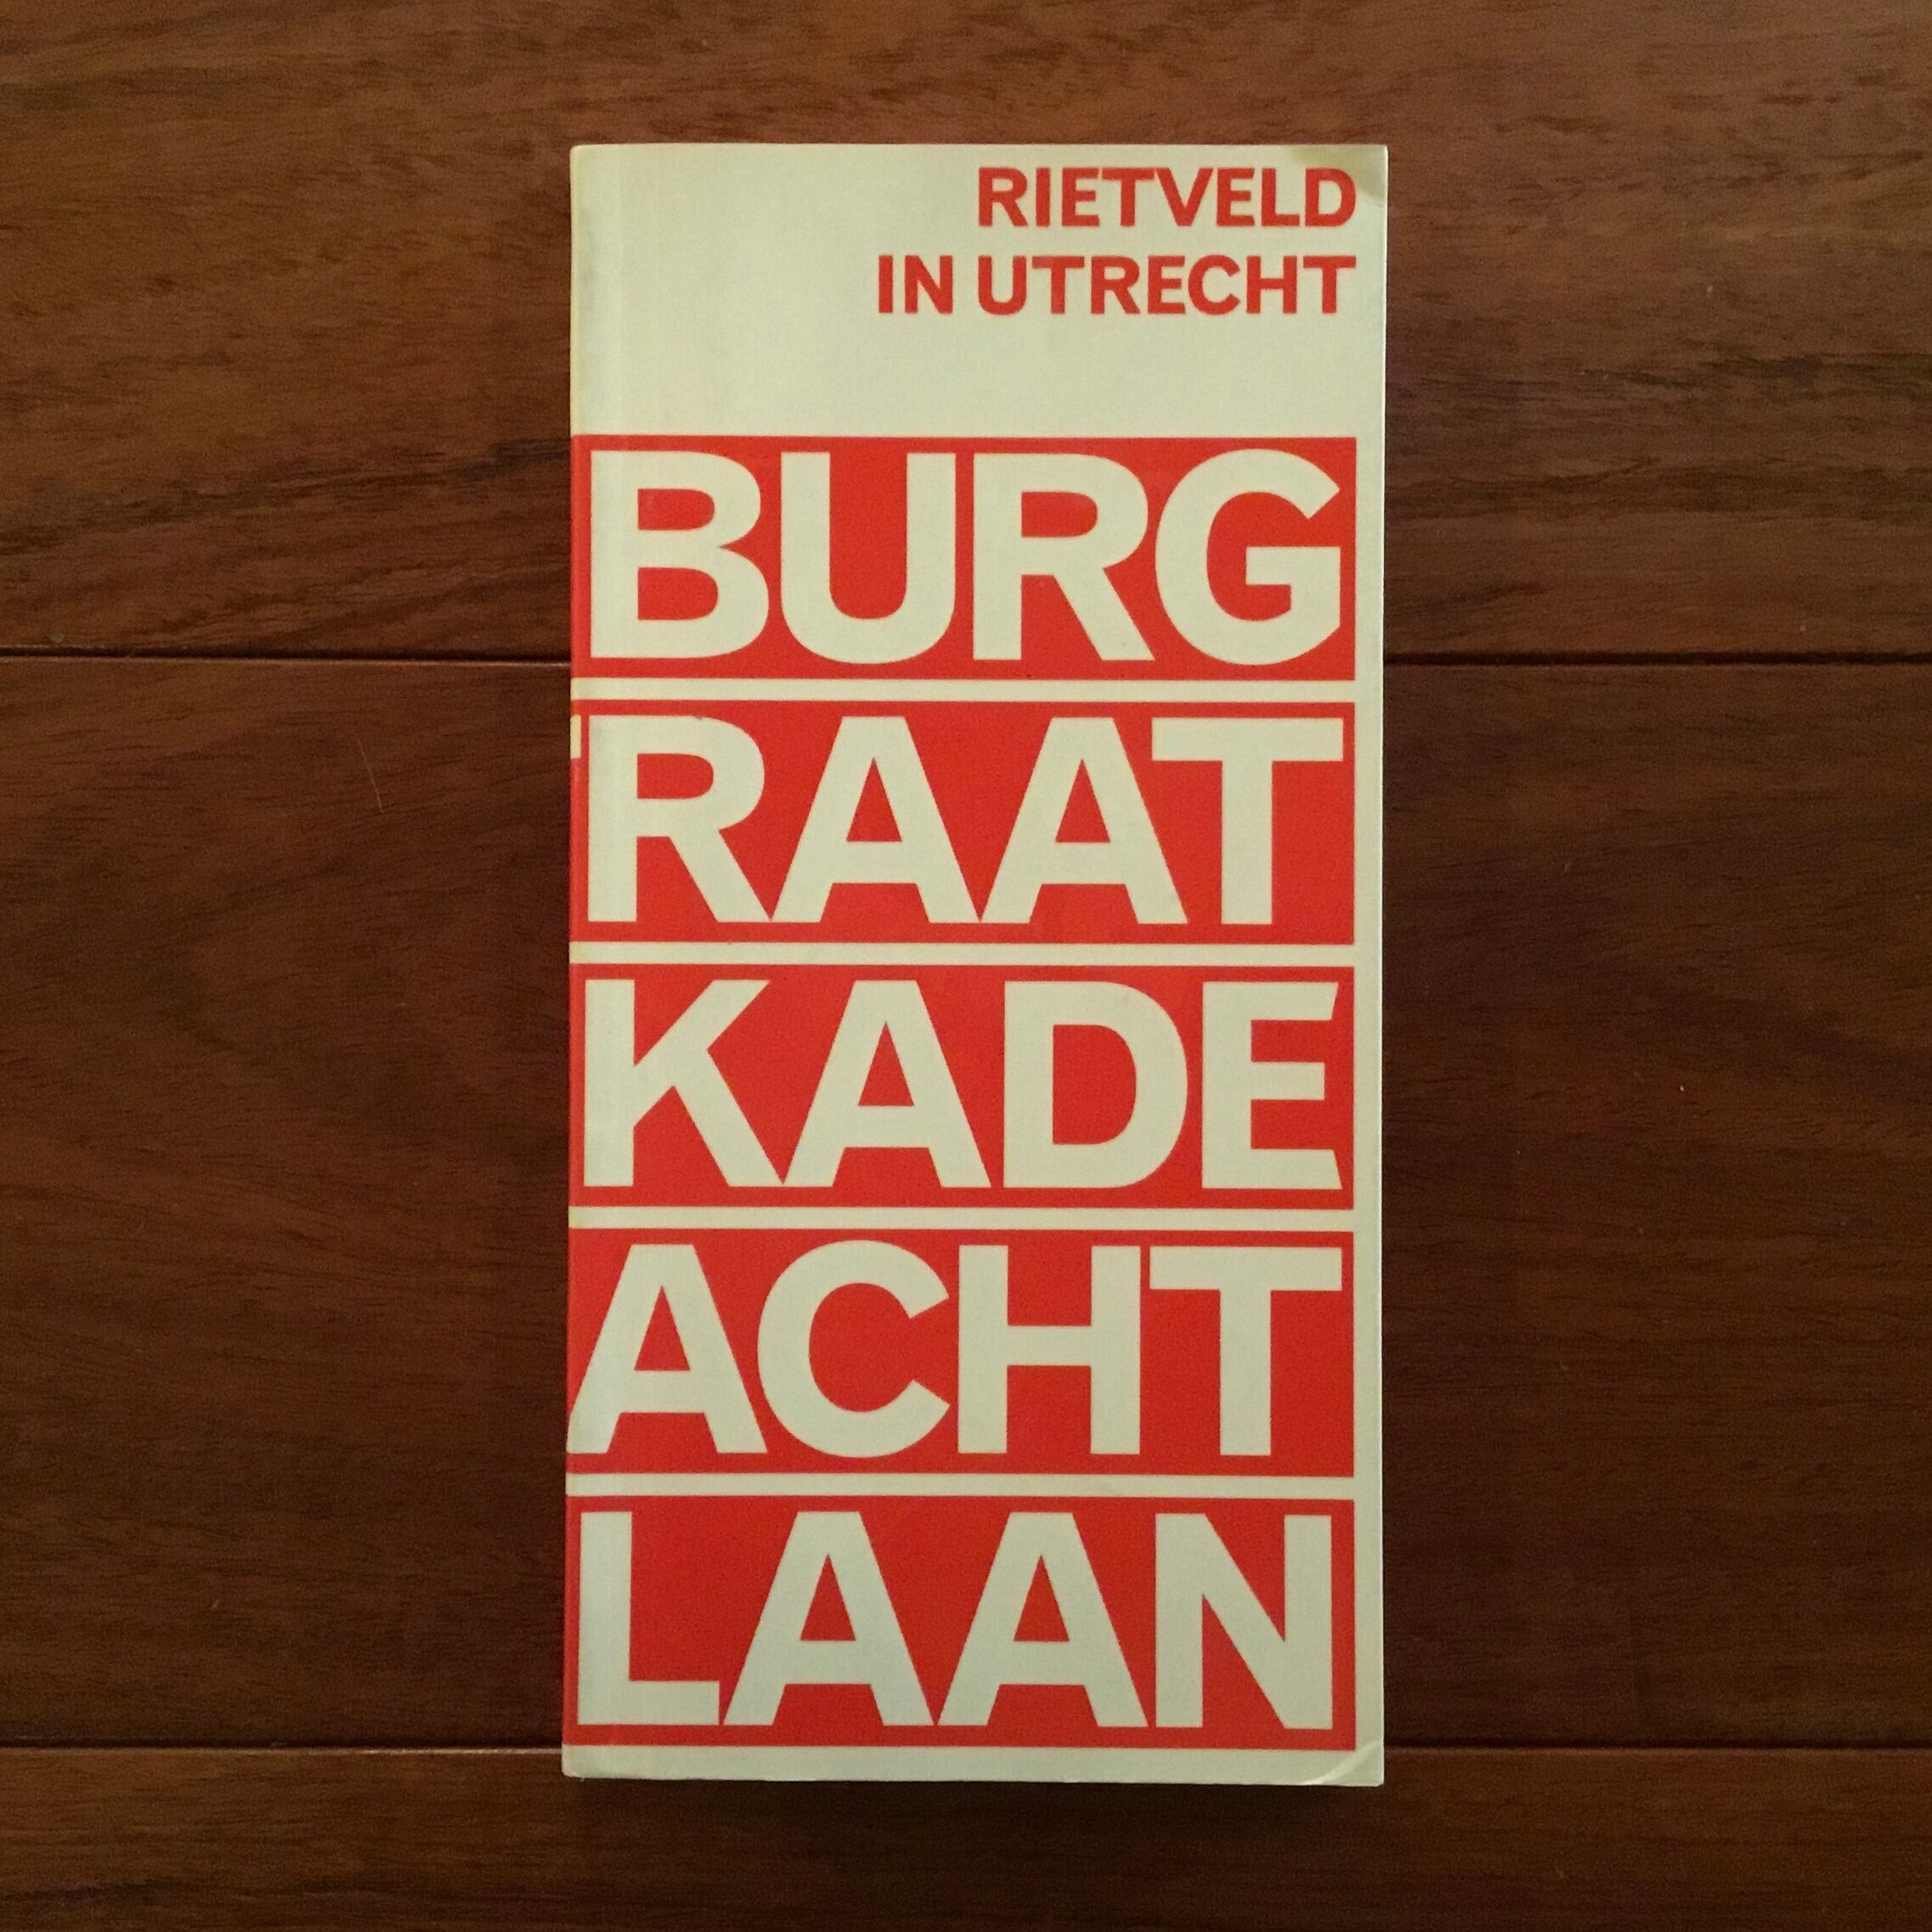 RIETVELD
IN UTRECHT
BURG
RAAT
KADE
ACHT
LAAN